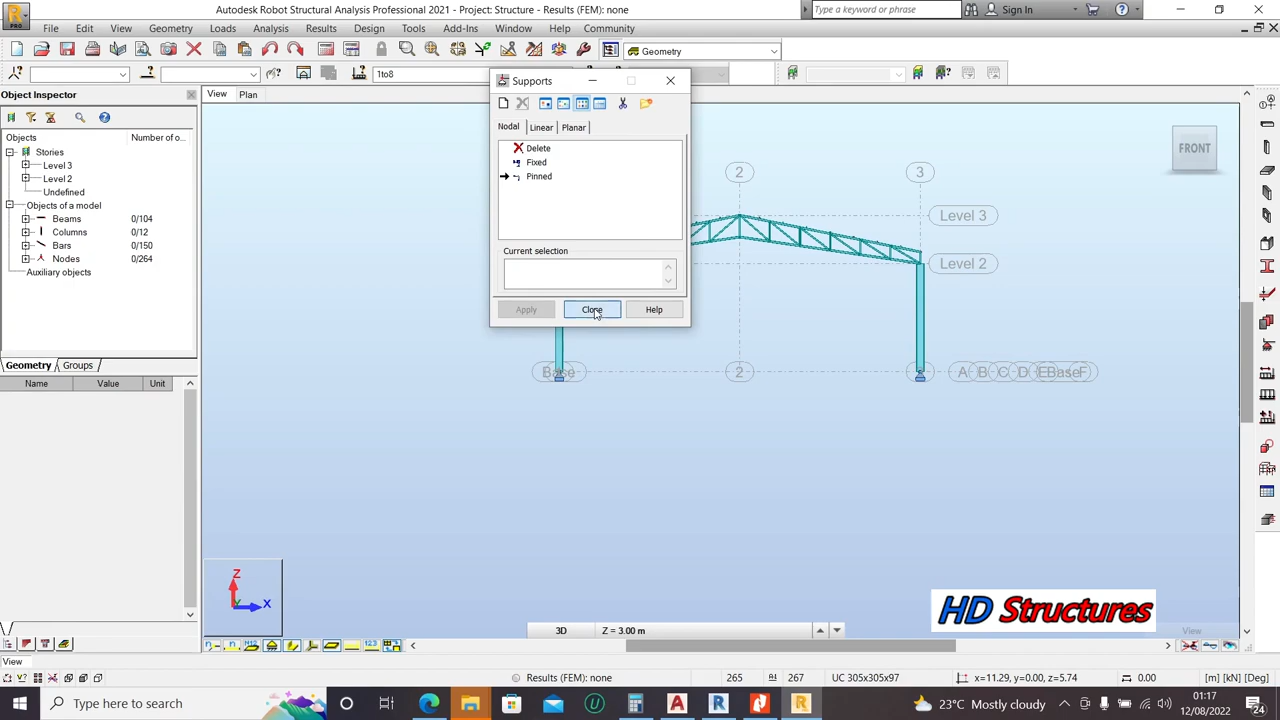 Autodesk Robot Structural Analysis Professional 2021 - Project: Structure - Results (FEM): none
Type a keyword or phrase
Sign In
File Edit View Geometry Loads Analysis Results Design Tools Add-Ins Window Help Community
Geometry
1to8
Object Inspector
Objects Number of o...
Stories
Level 3
Level 2
Undefined
Objects of a model
Beams 0/104
Columns 0/12
Bars 0/150
Nodes 0/264
Auxiliary objects
Geometry Groups
Name Value Unit
View Plan
Supports
Nodal Linear Planar
Delete
Fixed
Pinned
Current selection
Apply Close Help
FRONT
2 3
Level 3
Level 2
Base 2 A B C D E Base F
Z
X
HD Structures
3D Z = 3.00 m
View
View
Results (FEM): none 265 267 UC 305x305x97 x=11.29, y=0.00, z=5.74 0.00 [m] [kN] [Deg]
Type here to search
23°C Mostly cloudy
01:17
12/08/2022
24